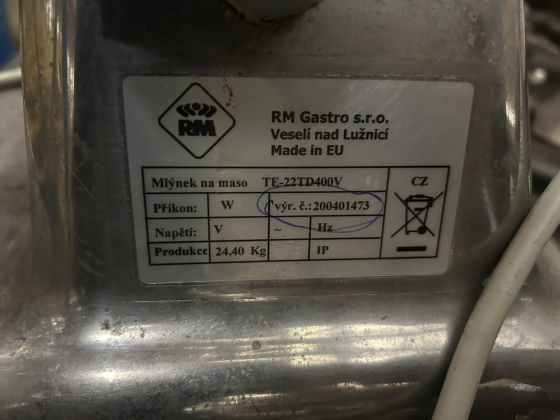 RM
RM Gastro s.r.o.
Veselí nad Lužnicí
Made in EU
Mlýnek na maso TE-22TD400V
CZ
Příkon: W výr. č.:200401473
Napětí: V ~ Hz
Produkce 24,40 Kg IP